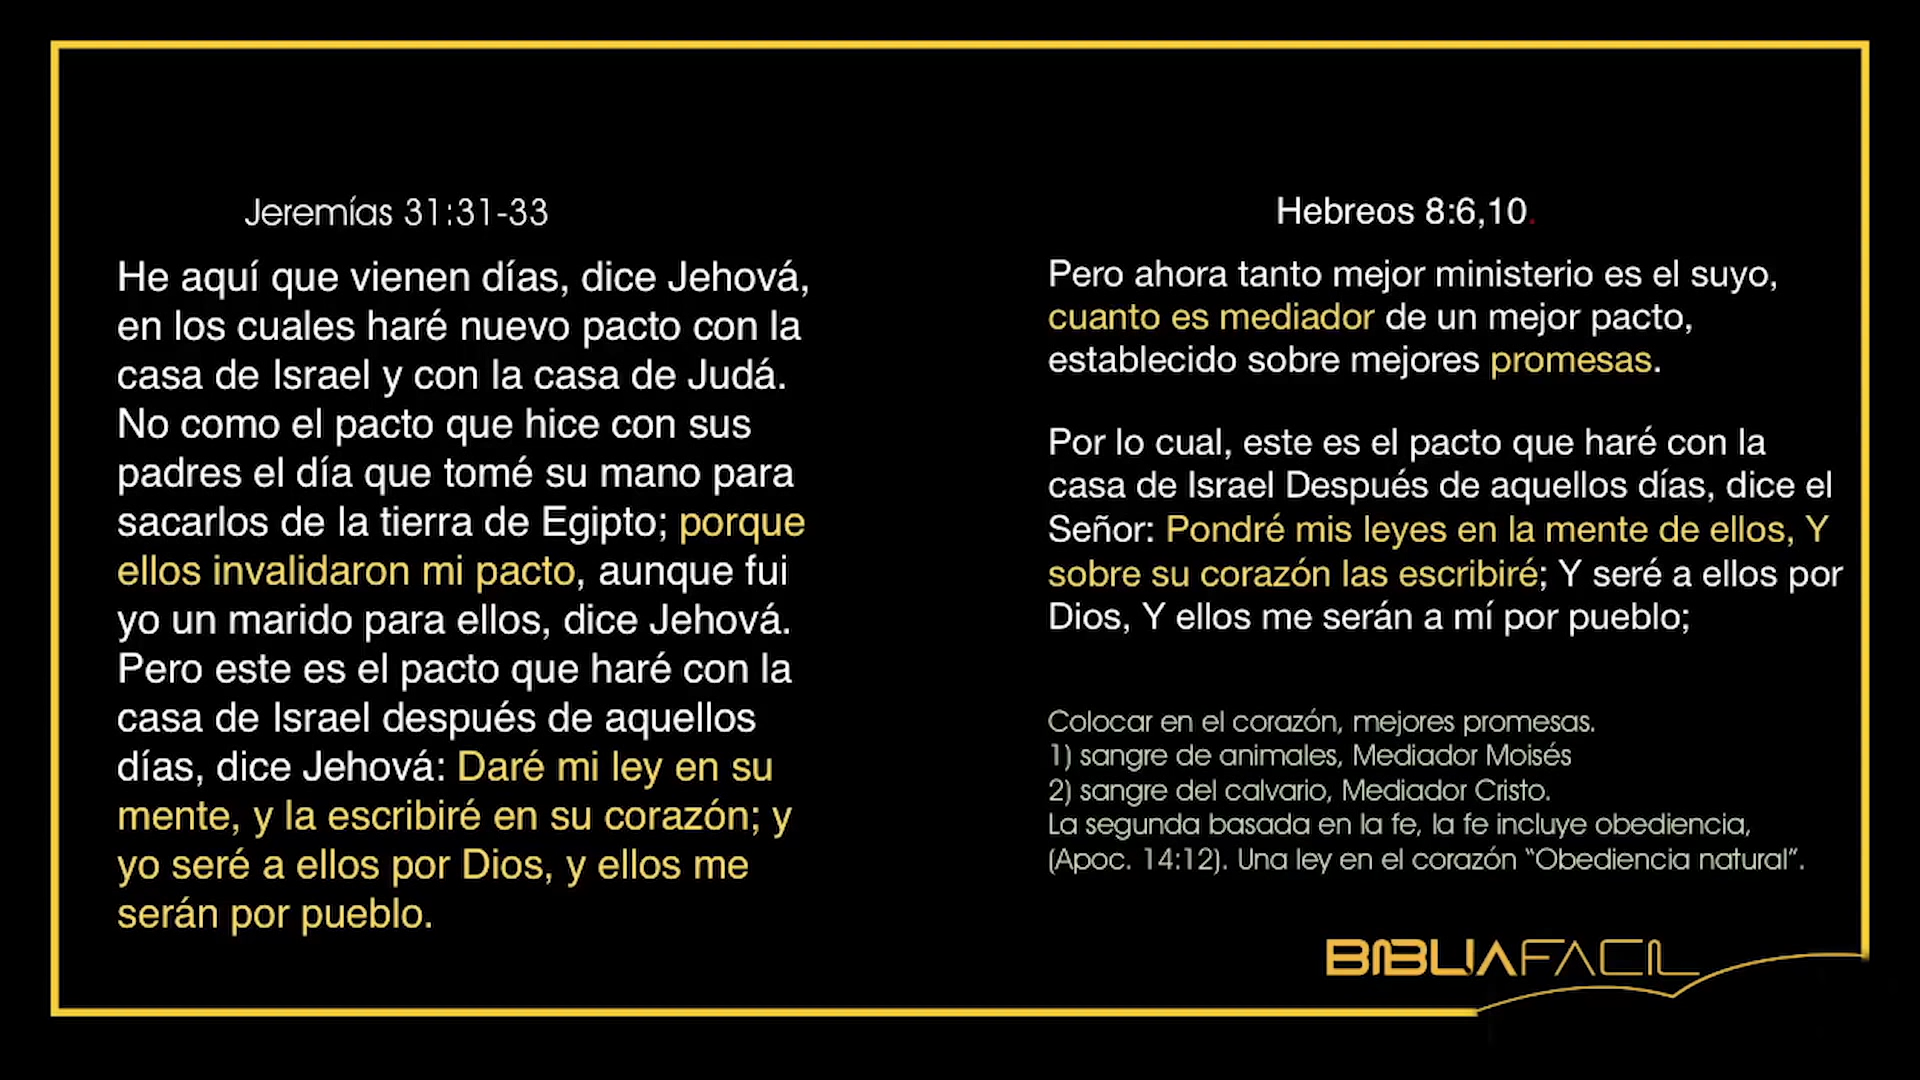 Jeremías 31:31-33
He aquí que vienen días, dice Jehová,
en los cuales haré nuevo pacto con la
casa de Israel y con la casa de Judá.
No como el pacto que hice con sus
padres el día que tomé su mano para
sacarlos de la tierra de Egipto; porque
ellos invalidaron mi pacto, aunque fui
yo un marido para ellos, dice Jehová.
Pero este es el pacto que haré con la
casa de Israel después de aquellos
días, dice Jehová: Daré mi ley en su
mente, y la escribiré en su corazón; y
yo seré a ellos por Dios, y ellos me
serán por pueblo.
Hebreos 8:6,10.
Pero ahora tanto mejor ministerio es el suyo,
cuanto es mediador de un mejor pacto,
establecido sobre mejores promesas.
Por lo cual, este es el pacto que haré con la
casa de Israel Después de aquellos días, dice el
Señor: Pondré mis leyes en la mente de ellos, Y
sobre su corazón las escribiré; Y seré a ellos por
Dios, Y ellos me serán a mí por pueblo;
Colocar en el corazón, mejores promesas.
1) sangre de animales, Mediador Moisés
2) sangre del calvario, Mediador Cristo.
La segunda basada en la fe, la fe incluye obediencia,
(Apoc. 14:12). Una ley en el corazón “Obediencia natural”.
BIBLIAFACIL